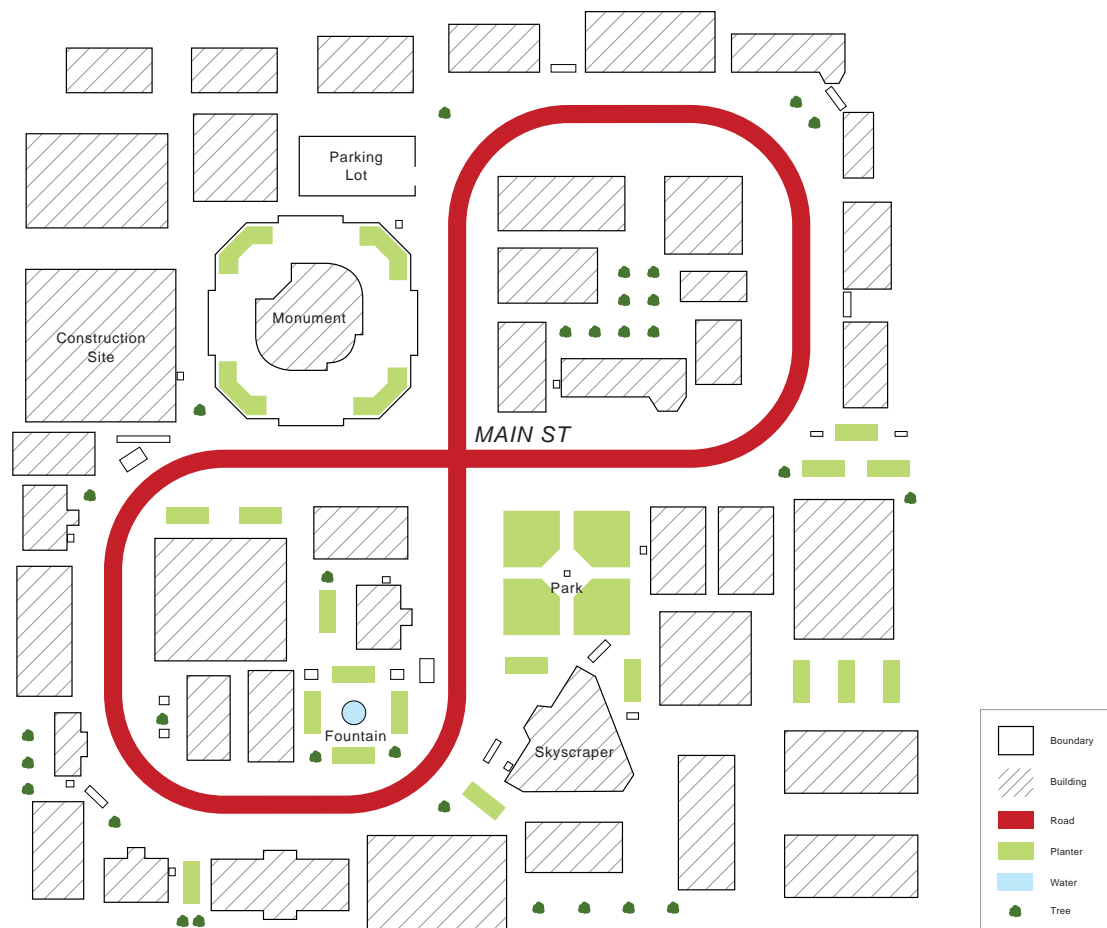 Parking
Lot
Monument
Construction
Site
MAIN ST
Park
Fountain
Skyscraper
Boundary
Building
Road
Planter
Water
Tree